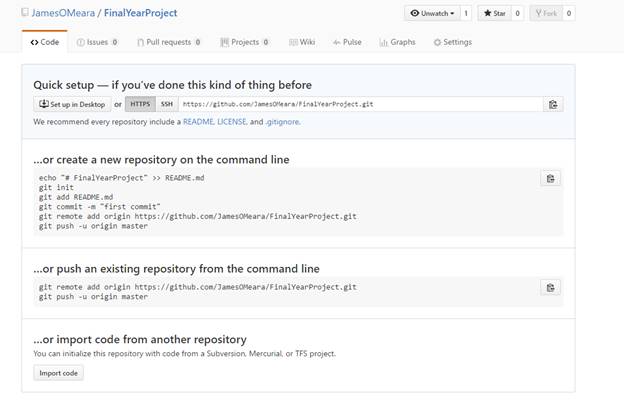 JamesOMeara / FinalYearProject
Unwatch 1 Star 0 Fork 0
Code Issues 0 Pull requests 0 Projects 0 Wiki Pulse Graphs Settings
Quick setup — if you've done this kind of thing before
Set up in Desktop or HTTPS SSH https://github.com/JamesOMeara/FinalYearProject.git
We recommend every repository include a README, LICENSE, and .gitignore.
…or create a new repository on the command line
echo "# FinalYearProject" >> README.md
git init
git add README.md
git commit -m "first commit"
git remote add origin https://github.com/JamesOMeara/FinalYearProject.git
git push -u origin master
…or push an existing repository from the command line
git remote add origin https://github.com/JamesOMeara/FinalYearProject.git
git push -u origin master
…or import code from another repository
You can initialize this repository with code from a Subversion, Mercurial, or TFS project.
Import code